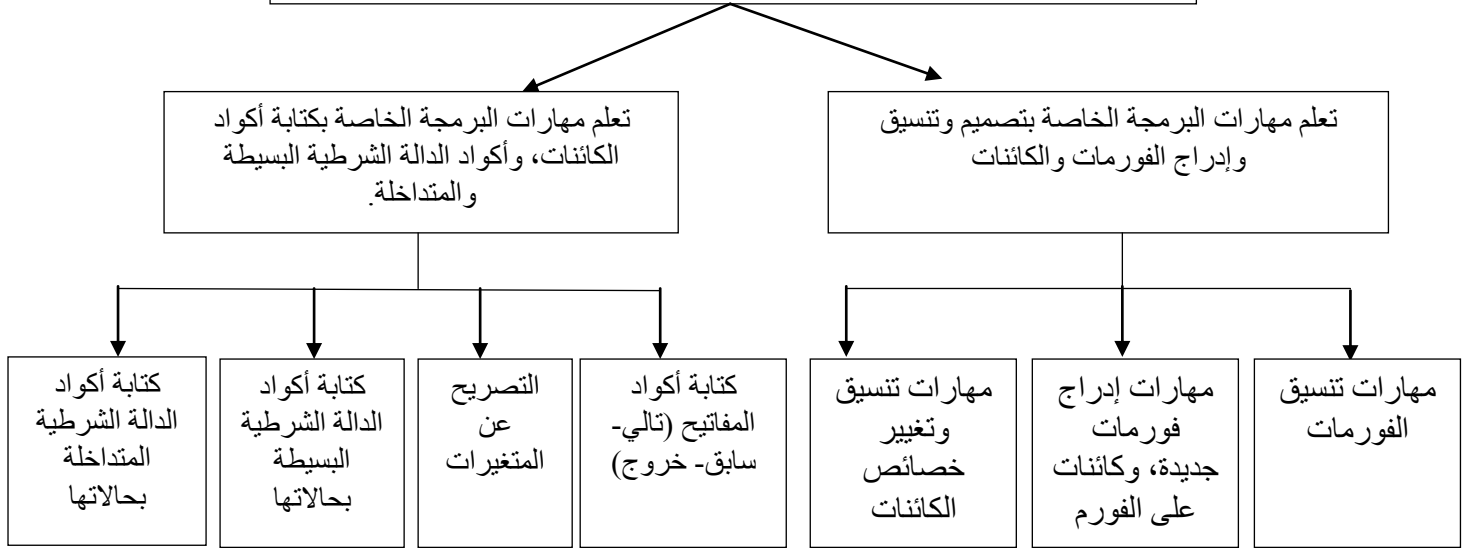 تعلم مهارات البرمجة الخاصة بتصميم وتنسيق
وإدراج الفورمات والكائنات
تعلم مهارات البرمجة الخاصة بكتابة أكواد
الكائنات، وأكواد الدالة الشرطية البسيطة
والمتداخلة.
مهارات تنسيق
الفورمات
مهارات إدراج
فورمات
جديدة، وكائنات
على الفورم
مهارات تنسيق
وتغيير
خصائص
الكائنات
كتابة أكواد
المفاتيح (تالي-
سابق- خروج)
التصريح
عن
المتغيرات
كتابة أكواد
الدالة الشرطية
البسيطة
بحالاتها
كتابة أكواد
الدالة الشرطية
المتداخلة
بحالاتها